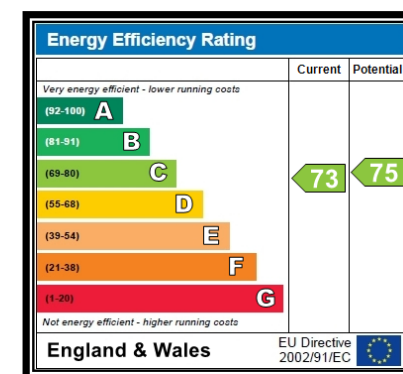 Energy Efficiency Rating
Current Potential
Very energy efficient - lower running costs
(92-100) A
(81-91) B
(69-80) C
73 75
(55-68) D
(39-54) E
(21-38) F
(1-20) G
Not energy efficient - higher running costs
England & Wales
EU Directive
2002/91/EC